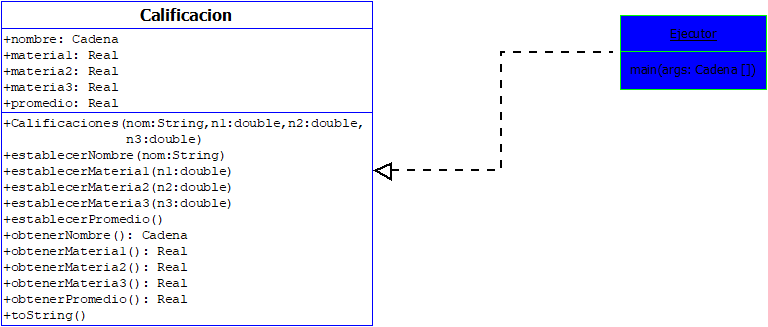 Calificacion
+nombre: Cadena
+materia1: Real
+materia2: Real
+materia3: Real
+promedio: Real
+Calificaciones(nom:String,n1:double,n2:double,
n3:double)
+establecerNombre(nom:String)
+establecerMateria1(n1:double)
+establecerMateria2(n2:double)
+establecerMateria3(n3:double)
+establecerPromedio()
+obtenerNombre(): Cadena
+obtenerMateria1(): Real
+obtenerMateria2(): Real
+obtenerMateria3(): Real
+obtenerPromedio(): Real
+toString()
Ejecutor
main(args: Cadena [])